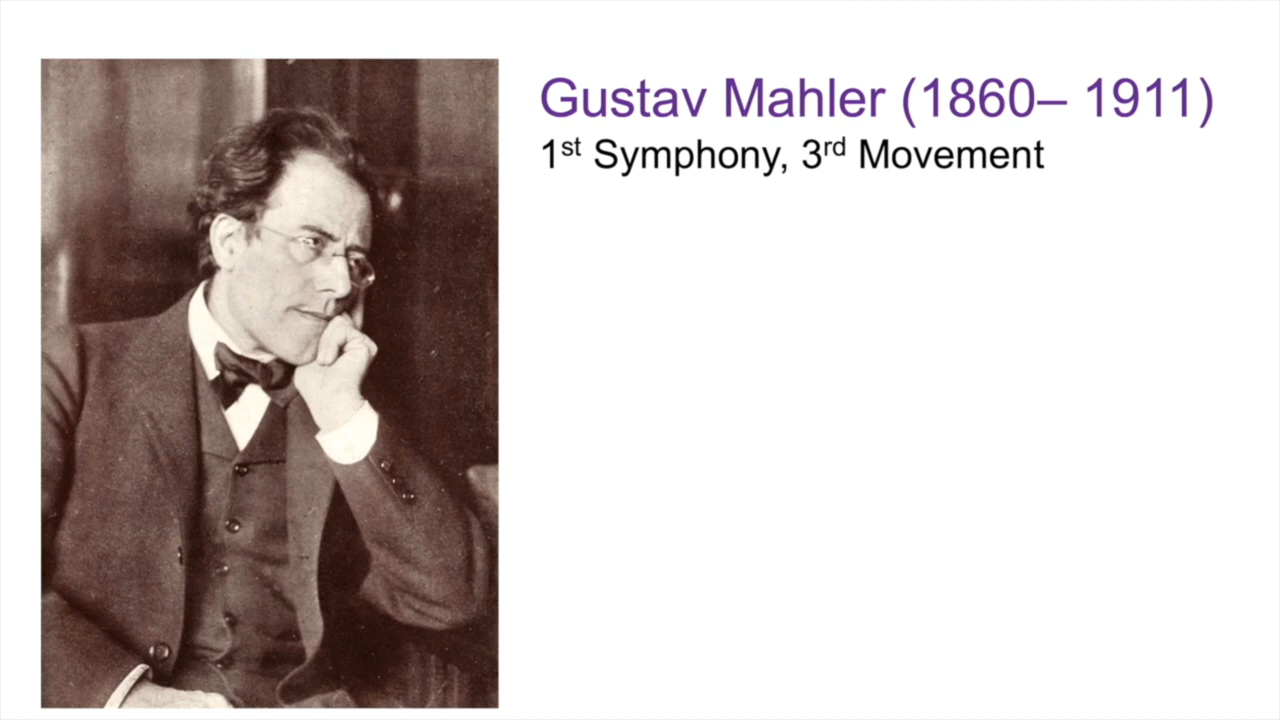 Gustav Mahler (1860– 1911)
1st Symphony, 3rd Movement